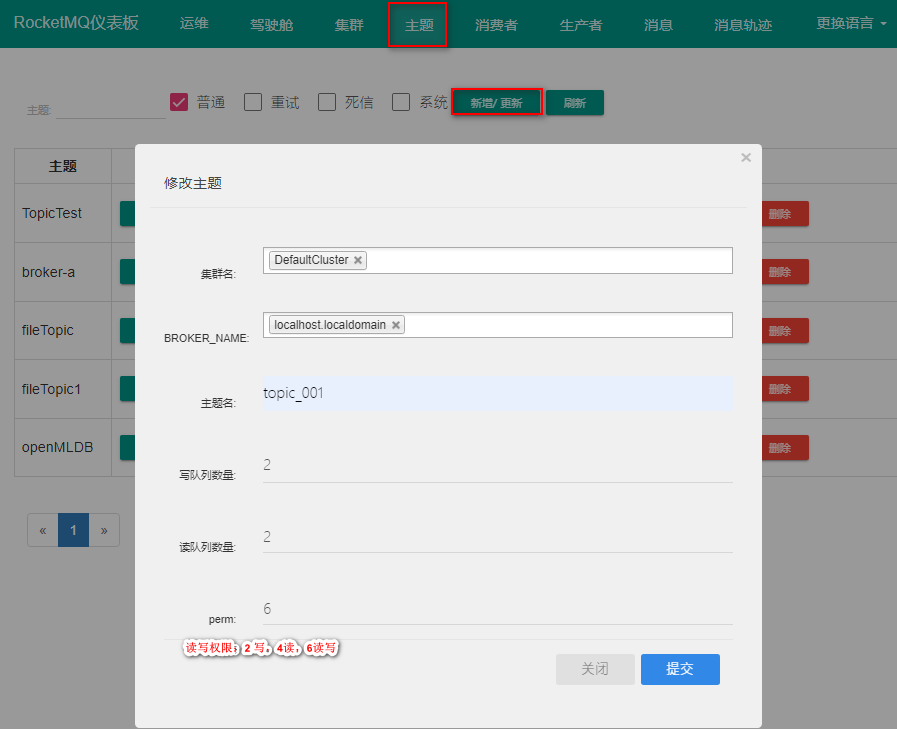 RocketMQ仪表板 运维 驾驶舱 集群 主题 消费者 生产者 消息 消息轨迹 更换语言
主题: 普通 重试 死信 系统 新增/ 更新 刷新
主题
×
修改主题
TopicTest 删除
集群名: DefaultCluster ×
broker-a 删除
BROKER_NAME: localhost.localdomain ×
fileTopic 删除
主题名: topic_001
fileTopic1 删除
openMLDB 删除
写队列数量: 2
« 1 »
读队列数量: 2
perm: 6
读写权限; 2 写, 4读, 6读写
关闭 提交